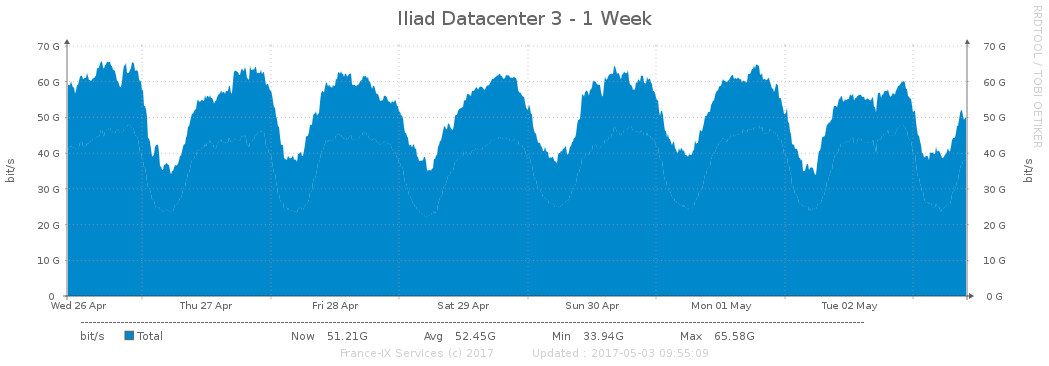 Iliad Datacenter 3 - 1 Week
RRDTOOL / TOBI OETIKER
70 G 70 G
60 G 60 G
50 G 50 G
40 G 40 G
30 G 30 G
20 G 20 G
10 G 10 G
0 0 G
bit/s
bit/s
Wed 26 Apr Thu 27 Apr Fri 28 Apr Sat 29 Apr Sun 30 Apr Mon 01 May Tue 02 May
bit/s Total Now 51.21G Avg 52.45G Min 33.94G Max 65.58G
France-IX Services (c) 2017 Updated : 2017-05-03 09:55:09